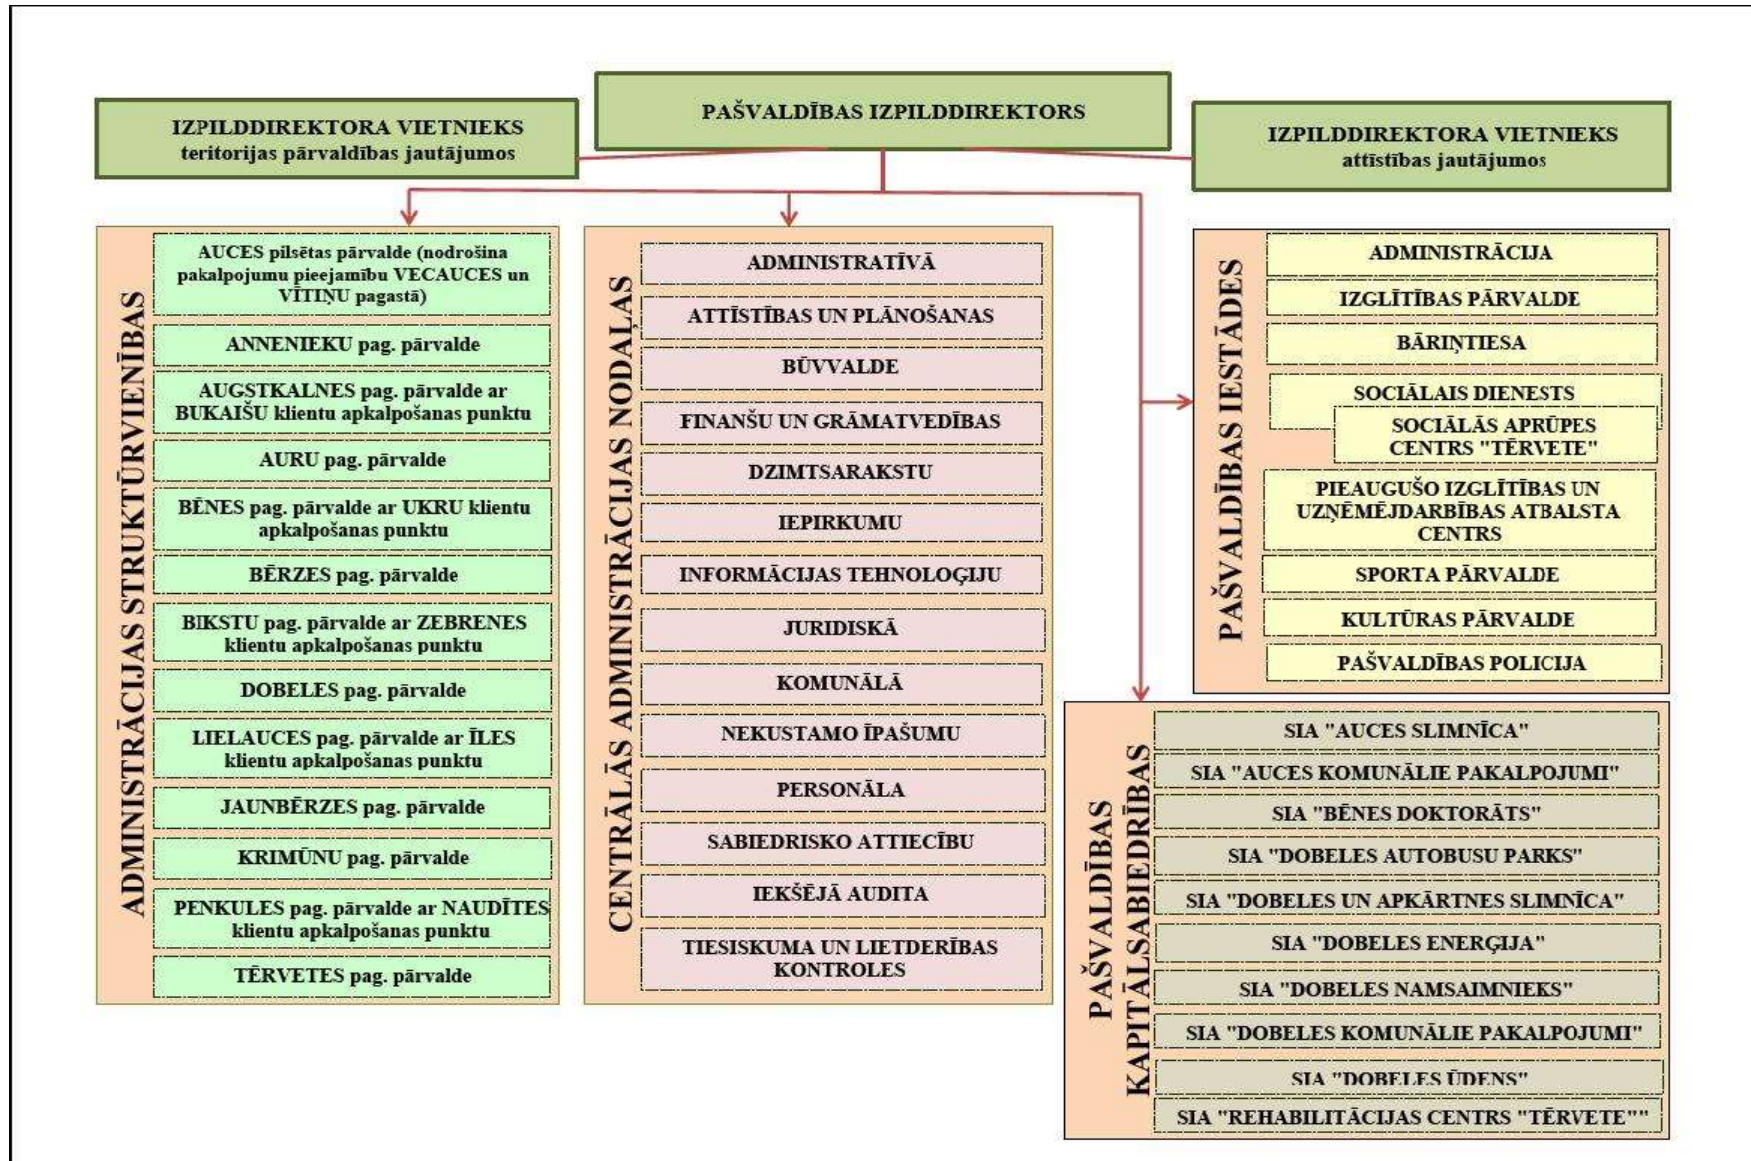 PAŠVALDĪBAS IZPILDDIREKTORS
IZPILDDIREKTORA VIETNIEKS
teritorijas pārvaldības jautājumos
IZPILDDIREKTORA VIETNIEKS
attīstības jautājumos
ADMINISTRĀCIJAS STRUKTŪRVIENĪBAS
AUCES pilsētas pārvalde (nodrošina
pakalpojumu pieejamību VECAUCES un
VĪTIŅU pagastā)
ANNENIEKU pag. pārvalde
AUGSTKALNES pag. pārvalde ar
BUKAIŠU klientu apkalpošanas punktu
AURU pag. pārvalde
BĒNES pag. pārvalde ar UKRU klientu
apkalpošanas punktu
BĒRZES pag. pārvalde
BIKSTU pag. pārvalde ar ZEBRENES
klientu apkalpošanas punktu
DOBELES pag. pārvalde
LIELAUCES pag. pārvalde ar ĪLES
klientu apkalpošanas punktu
JAUNBĒRZES pag. pārvalde
KRIMŪNU pag. pārvalde
PENKULES pag. pārvalde ar NAUDĪTES
klientu apkalpošanas punktu
TĒRVETES pag. pārvalde
CENTRĀLĀS ADMINISTRĀCIJAS NODAĻAS
ADMINISTRATĪVĀ
ATTĪSTĪBAS UN PLĀNOŠANAS
BŪVVALDE
FINANŠU UN GRĀMATVEDĪBAS
DZIMTSARAKSTU
IEPIRKUMU
INFORMĀCIJAS TEHNOLOĢIJU
JURIDISKĀ
KOMUNĀLĀ
NEKUSTAMO ĪPAŠUMU
PERSONĀLA
SABIEDRISKO ATTIECĪBU
IEKŠĒJĀ AUDITA
TIESISKUMA UN LIETDERĪBAS
KONTROLES
PAŠVALDĪBAS IESTĀDES
ADMINISTRĀCIJA
IZGLĪTĪBAS PĀRVALDE
BĀRIŅTIESA
SOCIĀLAIS DIENESTS
SOCIĀLĀS APRŪPES
CENTRS "TĒRVETE"
PIEAUGUŠO IZGLĪTĪBAS UN
UZŅĒMĒJDARBĪBAS ATBALSTA
CENTRS
SPORTA PĀRVALDE
KULTŪRAS PĀRVALDE
PAŠVALDĪBAS POLICIJA
PAŠVALDĪBAS
KAPITĀLSABIEDRĪBAS
SIA "AUCES SLIMNĪCA"
SIA "AUCES KOMUNĀLIE PAKALPOJUMI"
SIA "BĒNES DOKTORĀTS"
SIA "DOBELES AUTOBUSU PARKS"
SIA "DOBELES UN APKĀRTNES SLIMNĪCA"
SIA "DOBELES ENERĢIJA"
SIA "DOBELES NAMSAIMNIEKS"
SIA "DOBELES KOMUNĀLIE PAKALPOJUMI"
SIA "DOBELES ŪDENS"
SIA "REHABILITĀCIJAS CENTRS "TĒRVETE""